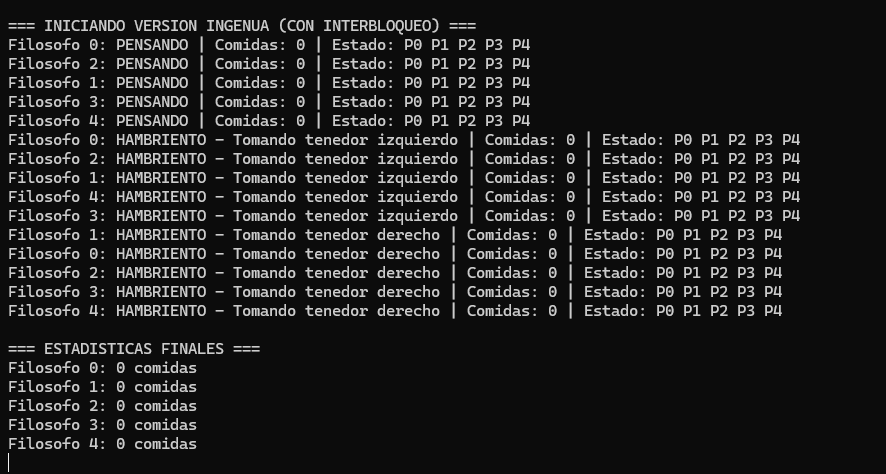 === INICIANDO VERSION INGENUA (CON INTERBLOQUEO) ===
Filosofo 0: PENSANDO | Comidas: 0 | Estado: P0 P1 P2 P3 P4
Filosofo 2: PENSANDO | Comidas: 0 | Estado: P0 P1 P2 P3 P4
Filosofo 1: PENSANDO | Comidas: 0 | Estado: P0 P1 P2 P3 P4
Filosofo 3: PENSANDO | Comidas: 0 | Estado: P0 P1 P2 P3 P4
Filosofo 4: PENSANDO | Comidas: 0 | Estado: P0 P1 P2 P3 P4
Filosofo 0: HAMBRIENTO - Tomando tenedor izquierdo | Comidas: 0 | Estado: P0 P1 P2 P3 P4
Filosofo 2: HAMBRIENTO - Tomando tenedor izquierdo | Comidas: 0 | Estado: P0 P1 P2 P3 P4
Filosofo 1: HAMBRIENTO - Tomando tenedor izquierdo | Comidas: 0 | Estado: P0 P1 P2 P3 P4
Filosofo 4: HAMBRIENTO - Tomando tenedor izquierdo | Comidas: 0 | Estado: P0 P1 P2 P3 P4
Filosofo 3: HAMBRIENTO - Tomando tenedor izquierdo | Comidas: 0 | Estado: P0 P1 P2 P3 P4
Filosofo 1: HAMBRIENTO - Tomando tenedor derecho | Comidas: 0 | Estado: P0 P1 P2 P3 P4
Filosofo 0: HAMBRIENTO - Tomando tenedor derecho | Comidas: 0 | Estado: P0 P1 P2 P3 P4
Filosofo 2: HAMBRIENTO - Tomando tenedor derecho | Comidas: 0 | Estado: P0 P1 P2 P3 P4
Filosofo 3: HAMBRIENTO - Tomando tenedor derecho | Comidas: 0 | Estado: P0 P1 P2 P3 P4
Filosofo 4: HAMBRIENTO - Tomando tenedor derecho | Comidas: 0 | Estado: P0 P1 P2 P3 P4
=== ESTADISTICAS FINALES ===
Filosofo 0: 0 comidas
Filosofo 1: 0 comidas
Filosofo 2: 0 comidas
Filosofo 3: 0 comidas
Filosofo 4: 0 comidas